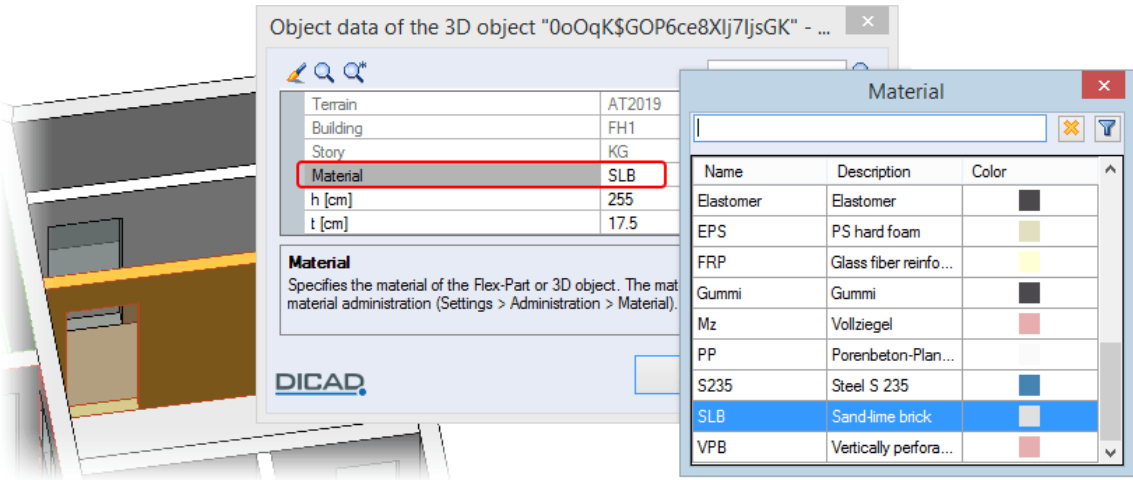 Object data of the 3D object "0oOqK$GOP6ce8XIj7IjsGK" - ...
Terrain AT2019
Building FH1
Story KG
Material SLB
h [cm] 255
t [cm] 17.5
Material
Specifies the material of the Flex-Part or 3D object. The mat
material administration (Settings > Administration > Material).
DICAD
Material
Name Description Color
Elastomer Elastomer
EPS PS hard foam
FRP Glass fiber reinfo...
Gummi Gummi
Mz Vollziegel
PP Porenbeton-Plan...
S235 Steel S 235
SLB Sand-lime brick
VPB Vertically perfora...